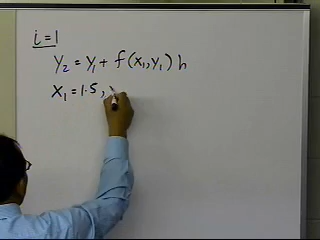 i=1
y₂ = y₁ + f(x₁,y₁) h
x₁ = 1.5,